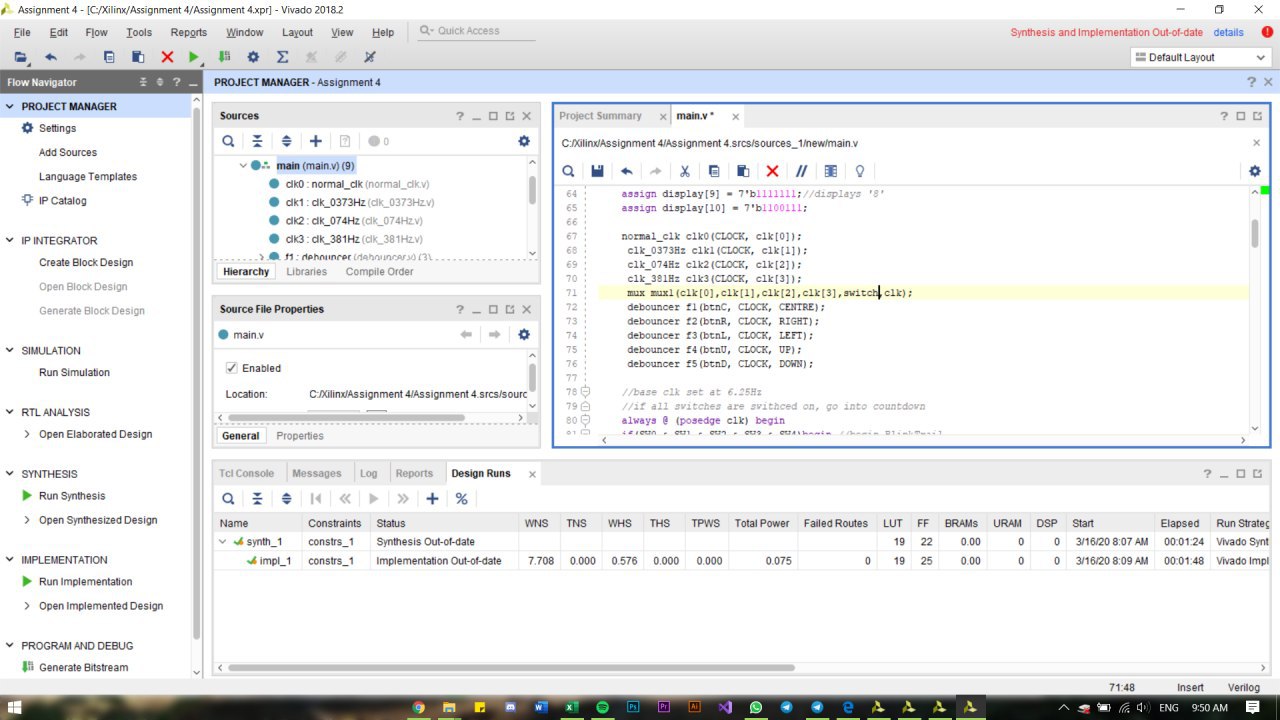 Assignment 4 - [C:/Xilinx/Assignment 4/Assignment 4.xpr] - Vivado 2018.2
File Edit Flow Tools Reports Window Layout View Help Quick Access
Synthesis and Implementation Out-of-date details
Default Layout
Flow Navigator
PROJECT MANAGER
Settings
Add Sources
Language Templates
IP Catalog
IP INTEGRATOR
Create Block Design
Open Block Design
Generate Block Design
SIMULATION
Run Simulation
RTL ANALYSIS
Open Elaborated Design
SYNTHESIS
Run Synthesis
Open Synthesized Design
IMPLEMENTATION
Run Implementation
Open Implemented Design
PROGRAM AND DEBUG
Generate Bitstream
PROJECT MANAGER - Assignment 4
Sources
0
main (main.v) (9)
clk0 : normal_clk (normal_clk.v)
clk1 : clk_0373Hz (clk_0373Hz.v)
clk2 : clk_074Hz (clk_074Hz.v)
clk3 : clk_381Hz (clk_381Hz.v)
f1 : debouncer (debouncer.v) (3)
Hierarchy Libraries Compile Order
Source File Properties
main.v
Enabled
Location: C:/Xilinx/Assignment 4/Assignment 4.srcs/sourc
General Properties
Project Summary main.v *
C:/Xilinx/Assignment 4/Assignment 4.srcs/sources_1/new/main.v
64 assign display[9] = 7'b1111111;//displays '8'
65 assign display[10] = 7'b1100111;
66
67 normal_clk clk0(CLOCK, clk[0]);
68 clk_0373Hz clk1(CLOCK, clk[1]);
69 clk_074Hz clk2(CLOCK, clk[2]);
70 clk_381Hz clk3(CLOCK, clk[3]);
71 mux mux1(clk[0],clk[1],clk[2],clk[3],switch,clk);
72 debouncer f1(btnC, CLOCK, CENTRE);
73 debouncer f2(btnR, CLOCK, RIGHT);
74 debouncer f3(btnL, CLOCK, LEFT);
75 debouncer f4(btnU, CLOCK, UP);
76 debouncer f5(btnD, CLOCK, DOWN);
77
78 //base clk set at 6.25Hz
79 //if all switches are swithced on, go into countdown
80 always @ (posedge clk) begin
Tcl Console Messages Log Reports Design Runs
Name Constraints Status WNS TNS WHS THS TPWS Total Power Failed Routes LUT FF BRAMs URAM DSP Start Elapsed Run Strateg
synth_1 constrs_1 Synthesis Out-of-date 19 22 0.00 0 0 3/16/20 8:07 AM 00:01:24 Vivado Synt
impl_1 constrs_1 Implementation Out-of-date 7.708 0.000 0.576 0.000 0.000 0.075 0 19 25 0.00 0 0 3/16/20 8:09 AM 00:01:48 Vivado Impl
71:48 Insert Verilog
ENG 9:50 AM